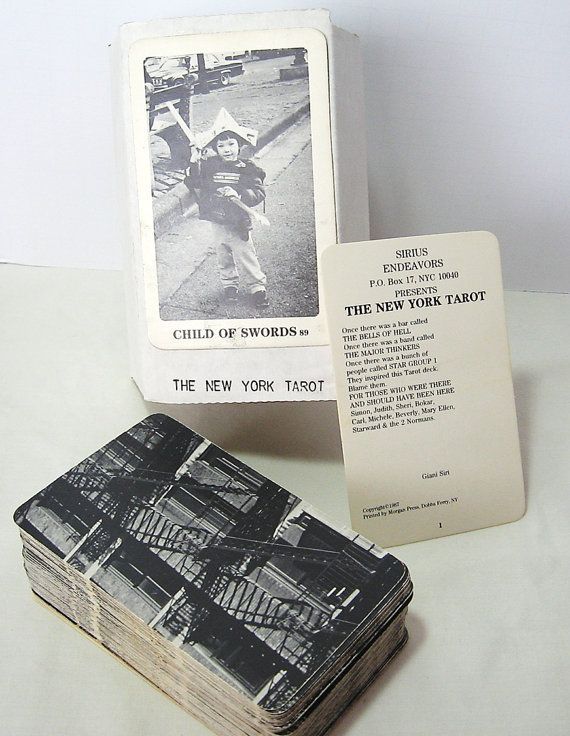 CHILD OF SWORDS 89
THE NEW YORK TAROT
SIRIUS
ENDEAVORS
P.O. Box 17, NYC 10040
PRESENTS
THE NEW YORK TAROT
Once there was a bar called
THE BELLS OF HELL
Once there was a band called
THE MAJOR THINKERS
Once there was a bunch of
people called STAR GROUP 1
They inspired this Tarot deck.
Blame them.
FOR THOSE WHO WERE THERE
AND SHOULD HAVE BEEN HERE
Simon, Judith, Sheri, Bokar,
Carl, Michele, Beverly, Mary Ellen,
Starward & the 2 Normans.
Giani Siri
Copyright©1987
Printed by Morgan Press, Dobbs Ferry, NY
1